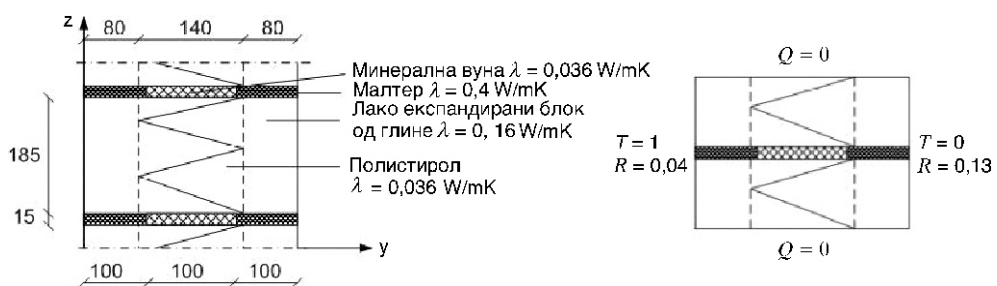 z
80 140 80
Минерална вуна λ = 0,036 W/mK
Малтер λ = 0,4 W/mK
Лако експандирани блок
од глине λ = 0, 16 W/mK
Полистирол
λ = 0,036 W/mK
185
15
y
100 100 100
Q = 0
T = 1
R = 0,04
T = 0
R = 0,13
Q = 0